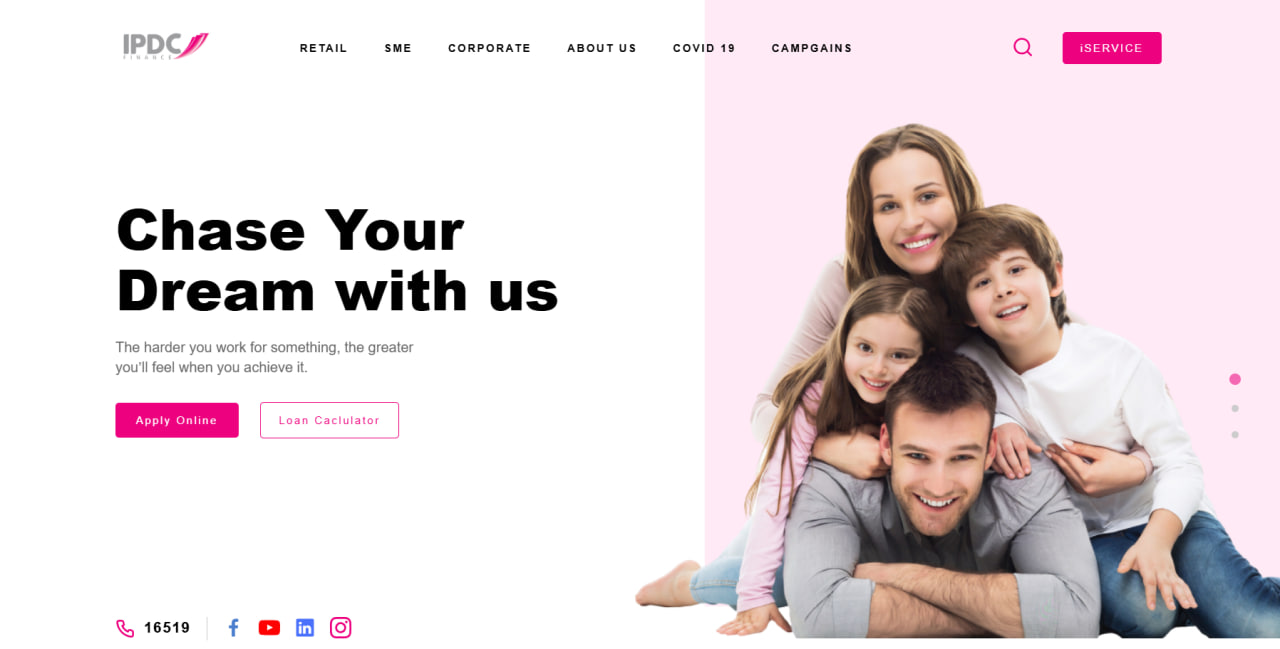 IPDC
FINANCE
RETAIL SME CORPORATE ABOUT US COVID 19 CAMPGAINS
iSERVICE
Chase Your
Dream with us
The harder you work for something, the greater
you'll feel when you achieve it.
Apply Online Loan Caclulator
16519